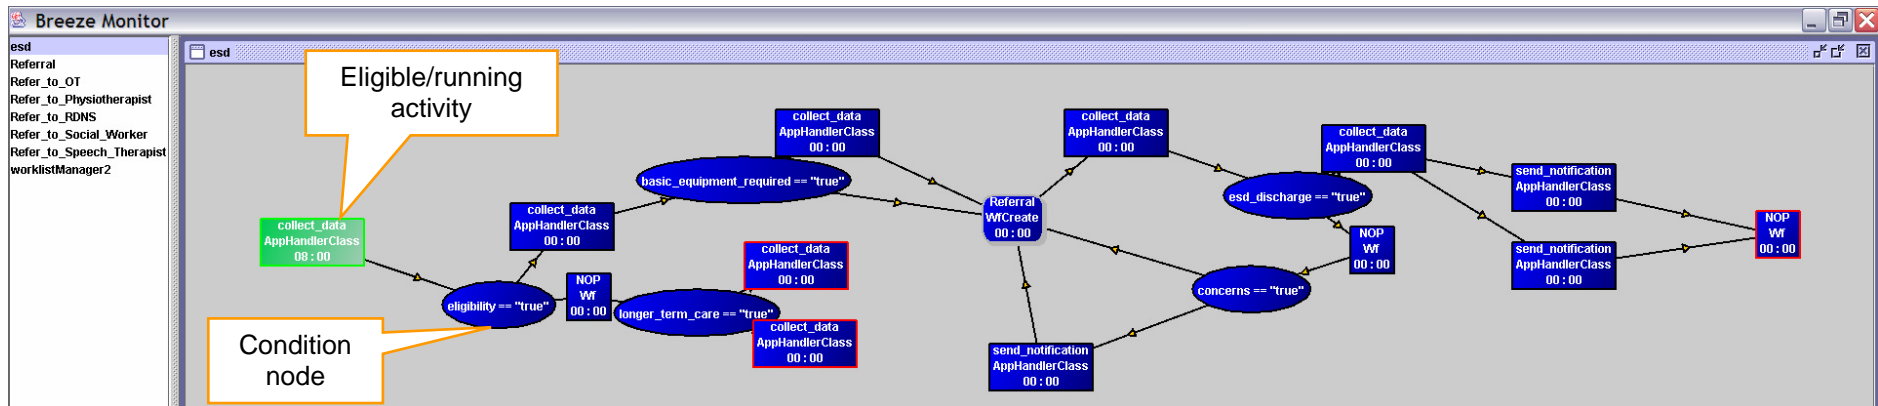 Breeze Monitor
esd
Referral
Refer_to_OT
Refer_to_Physiotherapist
Refer_to_RDNS
Refer_to_Social_Worker
Refer_to_Speech_Therapist
worklistManager2
esd
Eligible/running
activity
collect_data
AppHandlerClass
08 : 00
eligibility == "true"
Condition
node
collect_data
AppHandlerClass
00 : 00
NOP
Wf
00 : 00
basic_equipment_required == "true"
collect_data
AppHandlerClass
00 : 00
collect_data
AppHandlerClass
00 : 00
longer_term_care == "true"
collect_data
AppHandlerClass
00 : 00
Referral
WfCreate
00 : 00
collect_data
AppHandlerClass
00 : 00
esd_discharge == "true"
NOP
Wf
00 : 00
concerns == "true"
send_notification
AppHandlerClass
00 : 00
collect_data
AppHandlerClass
00 : 00
send_notification
AppHandlerClass
00 : 00
send_notification
AppHandlerClass
00 : 00
NOP
Wf
00 : 00